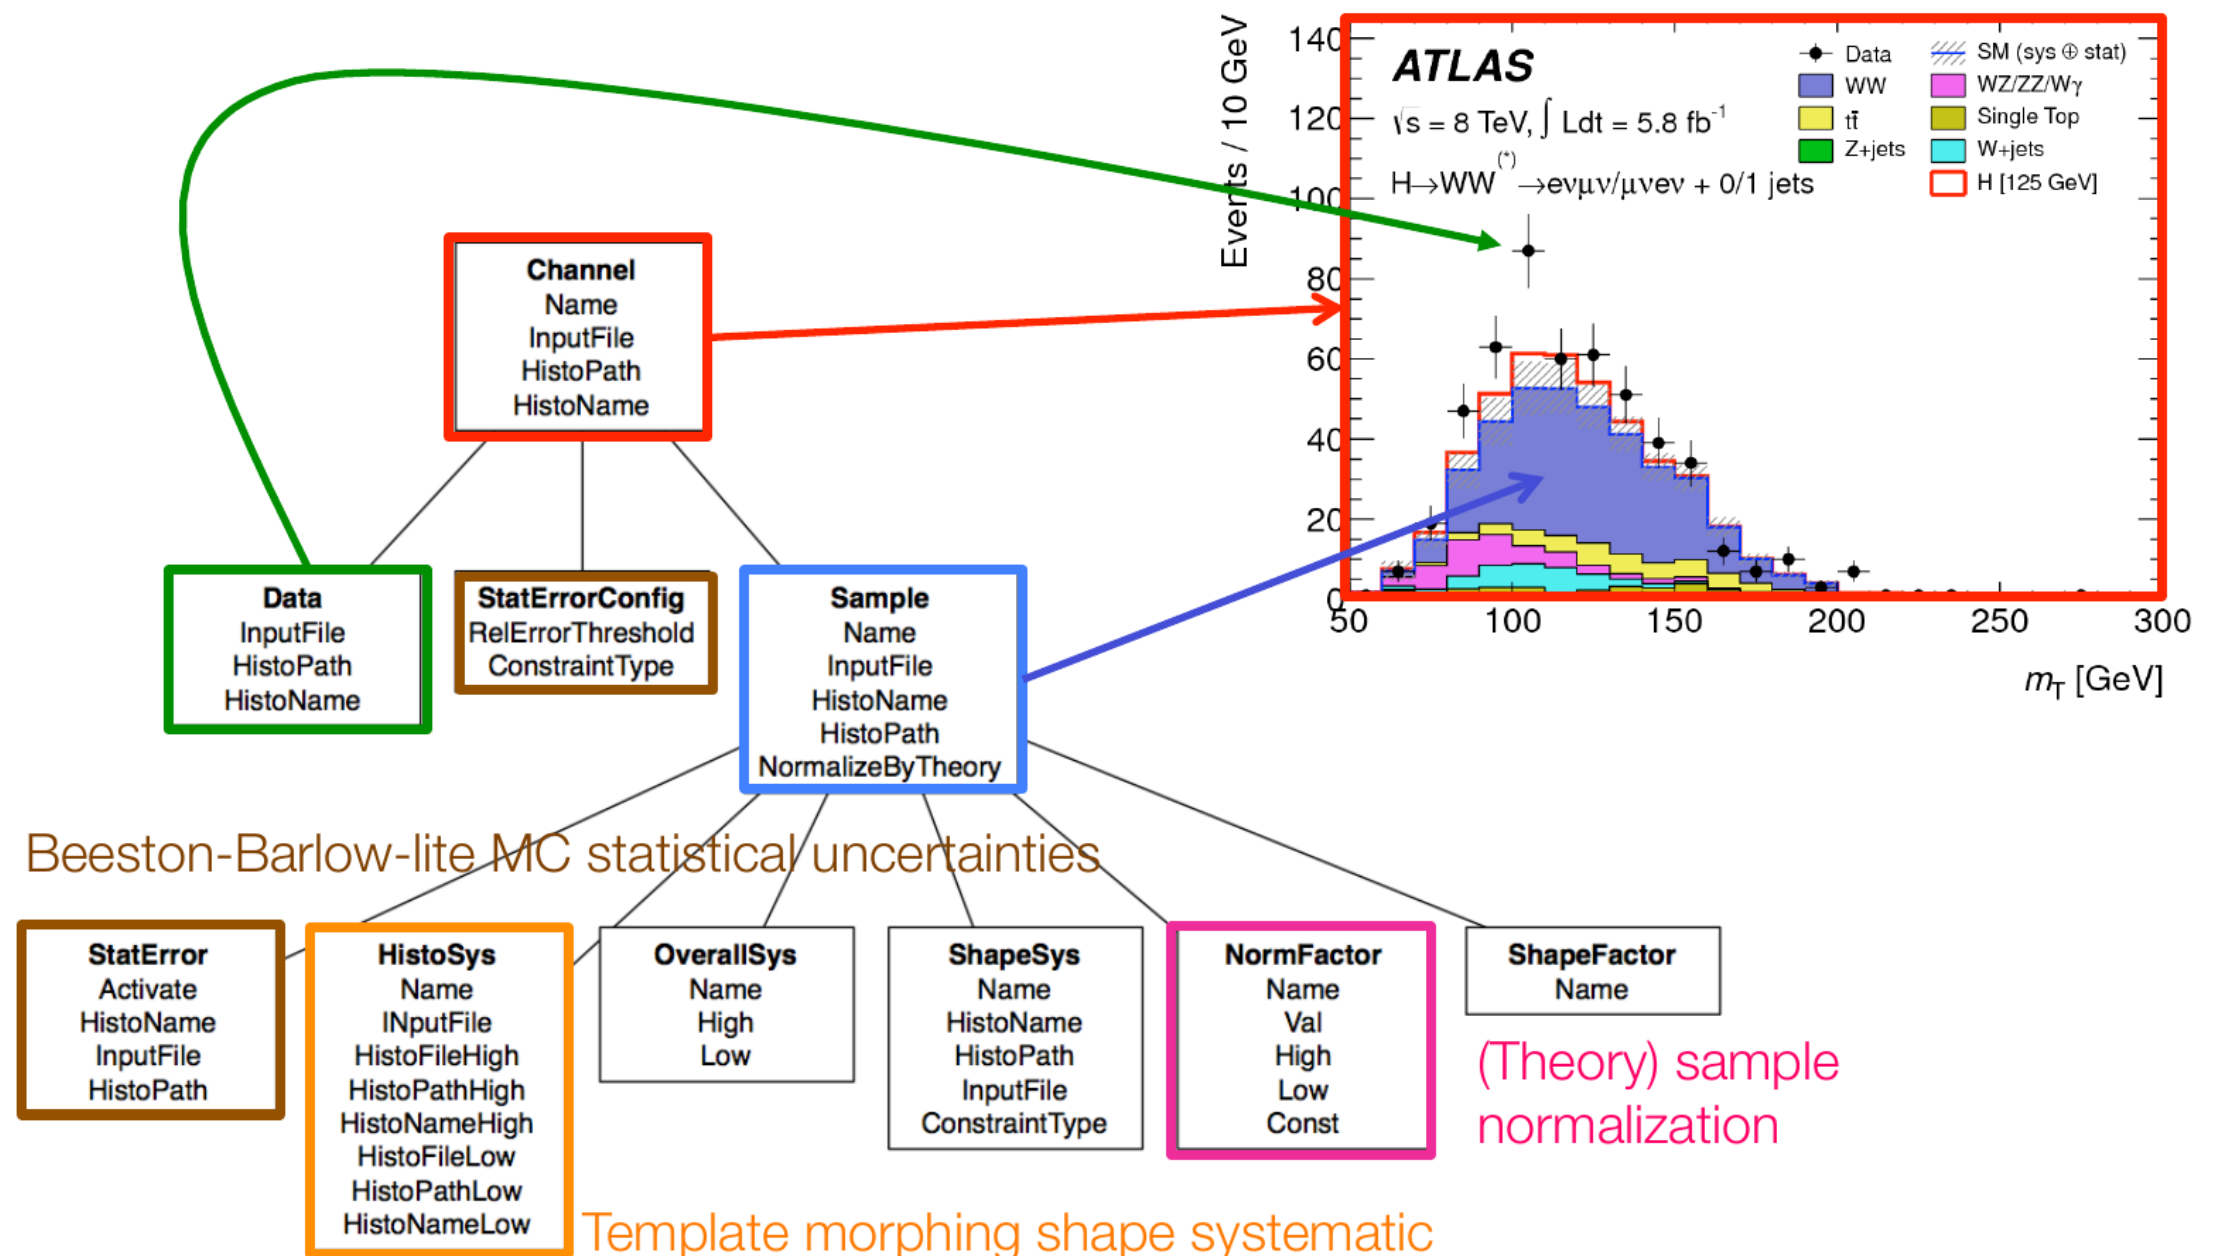 Channel
Name
InputFile
HistoPath
HistoName
Data
InputFile
HistoPath
HistoName
StatErrorConfig
RelErrorThreshold
ConstraintType
Sample
Name
InputFile
HistoName
HistoPath
NormalizeByTheory
Beeston-Barlow-lite MC statistical uncertainties
StatError
Activate
HistoName
InputFile
HistoPath
HistoSys
Name
INputFile
HistoFileHigh
HistoPathHigh
HistoNameHigh
HistoFileLow
HistoPathLow
HistoNameLow
OverallSys
Name
High
Low
ShapeSys
Name
HistoName
HistoPath
InputFile
ConstraintType
NormFactor
Name
Val
High
Low
Const
ShapeFactor
Name
(Theory) sample
normalization
Template morphing shape systematic
Events / 10 GeV
140
120
100
80
60
40
20
0
ATLAS
√s = 8 TeV, ∫ Ldt = 5.8 fb⁻¹
H→WW(*)→eνμν/μνeν + 0/1 jets
Data
WW
tt̄
Z+jets
SM (sys ⊕ stat)
WZ/ZZ/Wγ
Single Top
W+jets
H [125 GeV]
50 100 150 200 250 300
mT [GeV]